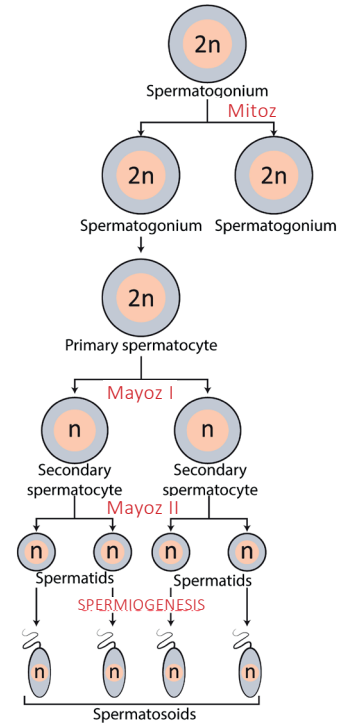 2n
Spermatogonium
Mitoz
2n 2n
Spermatogonium Spermatogonium
2n
Primary spermatocyte
Mayoz I
n n
Secondary Secondary
spermatocyte spermatocyte
Mayoz II
n n n n
Spermatids Spermatids
SPERMIOGENESIS
n n n n
Spermatosoids